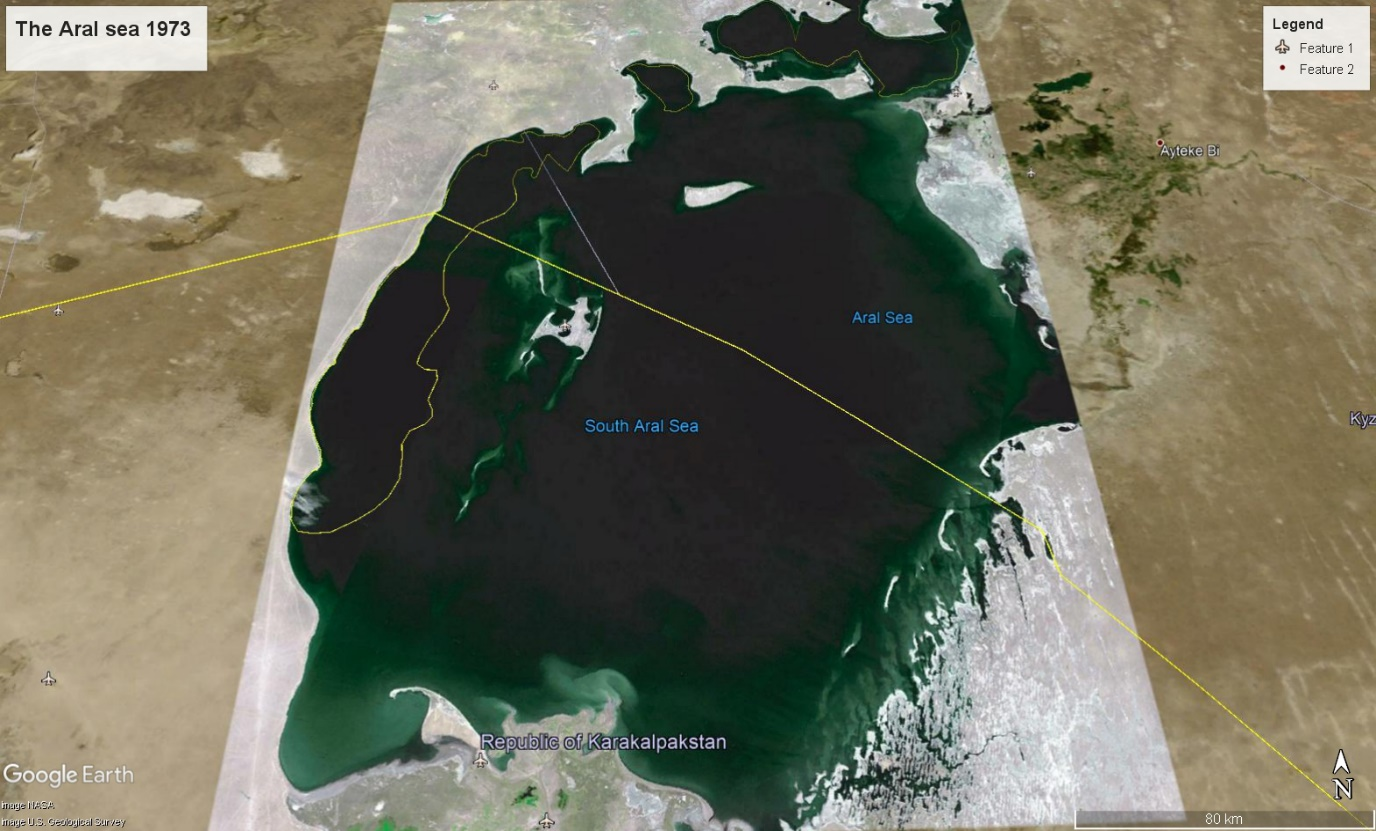 The Aral sea 1973
Legend
Feature 1
Feature 2
Ayteke Bi
Aral Sea
Kyz
South Aral Sea
Republic of Karakalpakstan
Google Earth
image NASA
image U.S. Geological Survey
80 km
N